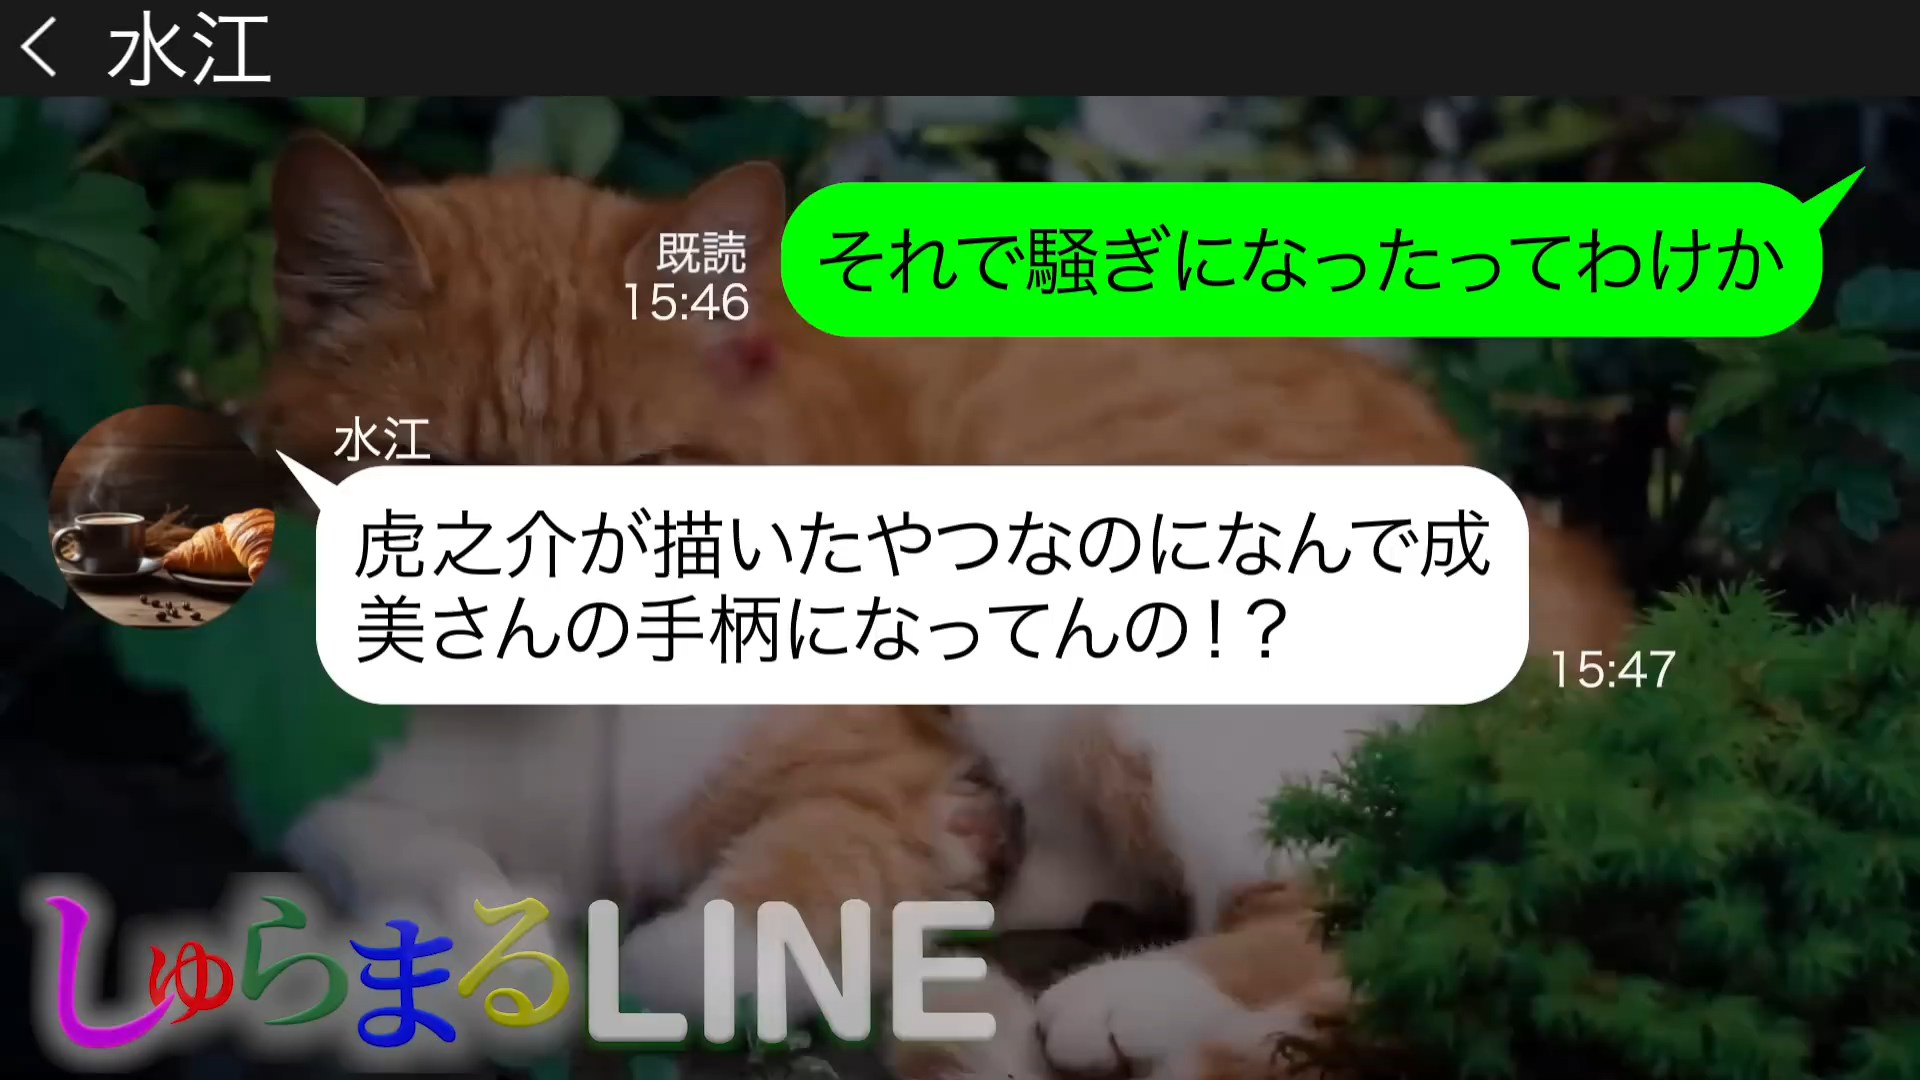 水江
それで騒ぎになったってわけか
既読
15:46
水江
虎之介が描いたやつなのになんで成
美さんの手柄になってんの！？
15:47
しゅらまるLINE